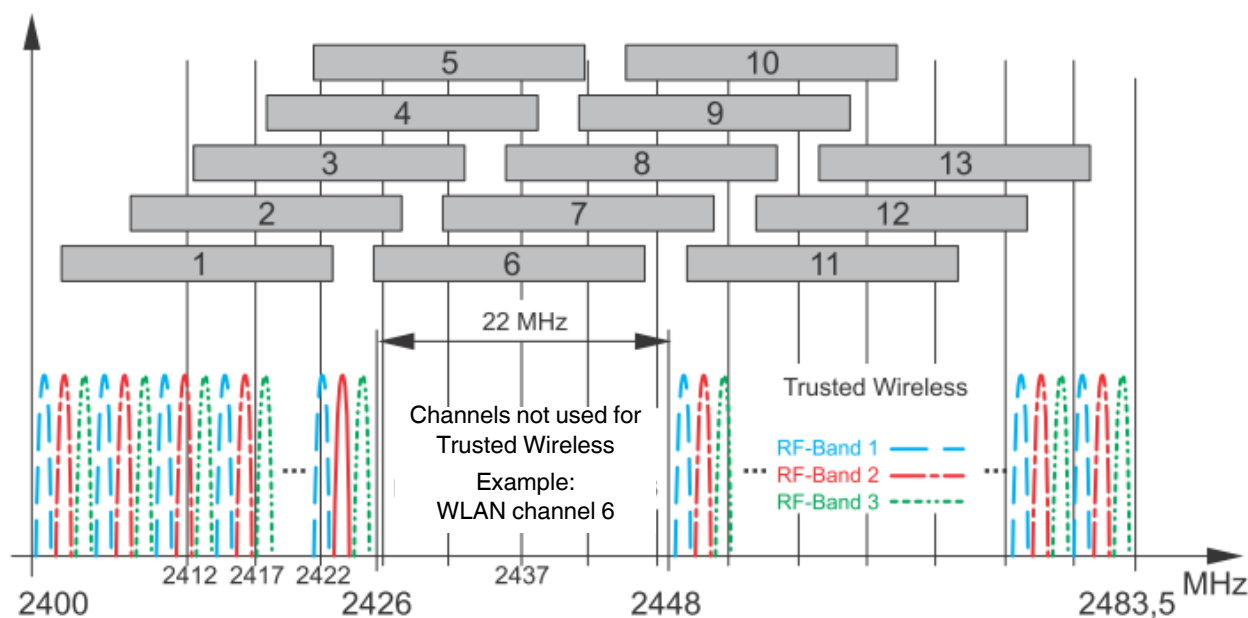 5
10
4
9
3
8
13
2
7
12
1
6
11
22 MHz
Channels not used for
Trusted Wireless
Example:
WLAN channel 6
Trusted Wireless
RF-Band 1
RF-Band 2
RF-Band 3
...
...
...
2412
2417
2422
2437
MHz
2400
2426
2448
2483,5